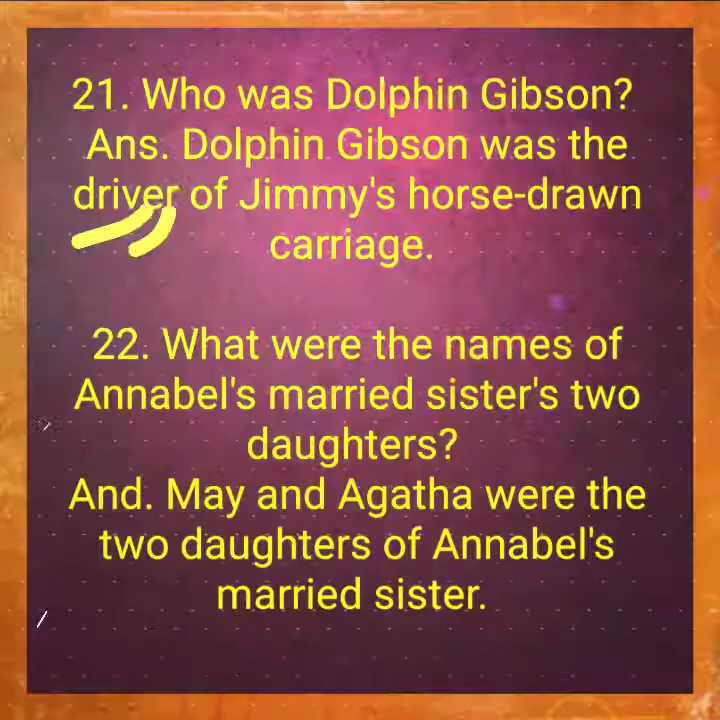 21. Who was Dolphin Gibson?
Ans. Dolphin Gibson was the
driver of Jimmy's horse-drawn
carriage.
22. What were the names of
Annabel's married sister's two
daughters?
And. May and Agatha were the
two daughters of Annabel's
married sister.